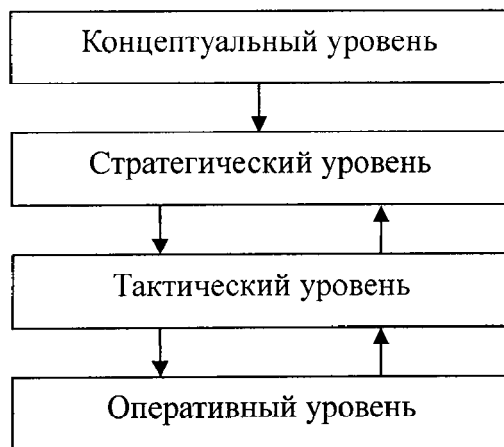 Концептуальный уровень
Стратегический уровень
Тактический уровень
Оперативный уровень